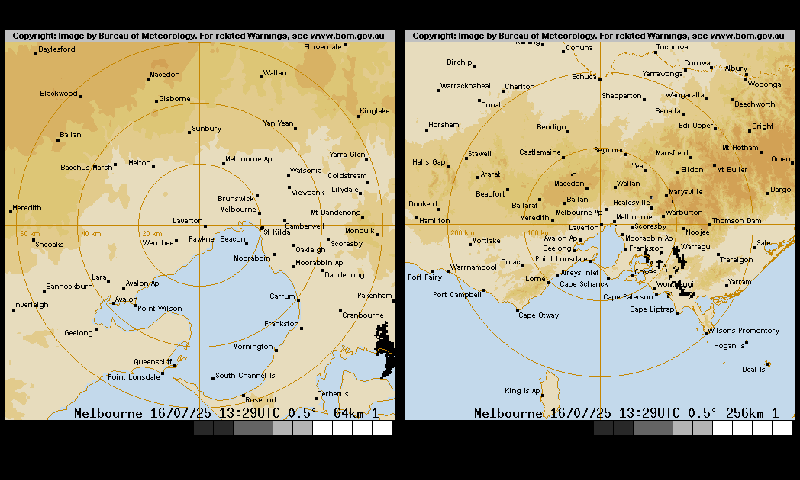 Copyright: Image by Bureau of Meteorology. For related Warnings, see www.bom.gov.au
Daylesford
Macedon
Wallan
Blackwood
Gisborne
Kinglake
Sunbury
Yan Yean
Ballan
Yarra Glen
Melbourne Ap
Bacchus Marsh
Melton
Watsonia
Coldstream
Viewbank
Lilydale
Brunswick
Melbourne
Meredith
Mt Dandenong
Laverton
Camberwell
St Kilda
Monbulk
40 km
20 km
Fawkner Beacon
Scoresby
Oakleigh
Moorabbin
Moorabbin Ap
Dandenong
Lara
Bannockburn
Avalon Ap
Avalon
Point Wilson
Carrum
Pakenham
Inverleigh
Cranbourne
Geelong
Frankston
Mornington
Queenscliff
Point Lonsdale
South Channel Is
Rosebud
Melbourne 16/07/25 13:29UTC 0.5° 64km 1
Copyright: Image by Bureau of Meteorology. For related Warnings, see www.bom.gov.au
Echuca
Birchip
Corowa
Albury
Yarrawonga
Wodonga
Warracknabeal
Charlton
Shepparton
Wangaratta
Donald
Beechworth
Benalla
Horsham
Bendigo
Edi Upper
Bright
Mt Hotham
Castlemaine
Seymour
Mansfield
Stawell
Halls Gap
Omeo
Yea
Eildon
Mt Buller
Ararat
Macedon
Wallan
Beaufort
Marysville
Dargo
Ballan
Healesville
Ballarat
Melbourne Ap
Warburton
Meredith
Melbourne
Hamilton
Thomson Dam
Laverton
Scoresby
Noojee
200 km
100 km
Mortlake
Avalon Ap
Moorabbin Ap
Geelong
Frankston
Warragul
Sale
Point Lonsdale
Traralgon
Colac
Warrnambool
Aireys Inlet
Port Fairy
Lorne
Cape Schanck
Wonthaggi
Yarram
Port Campbell
Cape Paterson
Cape Liptrap
Cape Otway
Wilsons Promontory
Hogan Is
Deal Is
King Is Ap
Melbourne 16/07/25 13:29UTC 0.5° 256km 1